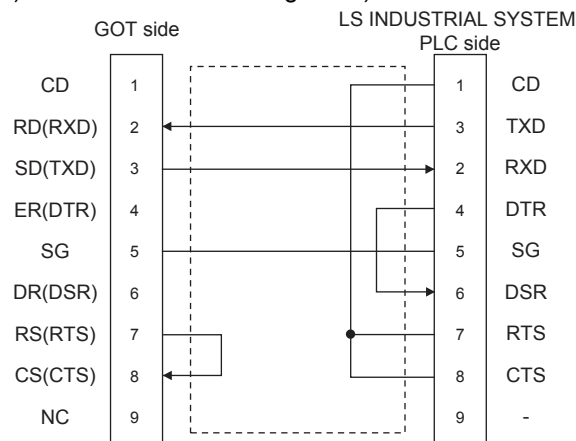 GOT side LS INDUSTRIAL SYSTEM
PLC side
CD 1 1 CD
RD(RXD) 2 3 TXD
SD(TXD) 3 2 RXD
ER(DTR) 4 4 DTR
SG 5 5 SG
DR(DSR) 6 6 DSR
RS(RTS) 7 7 RTS
CS(CTS) 8 8 CTS
NC 9 9 -